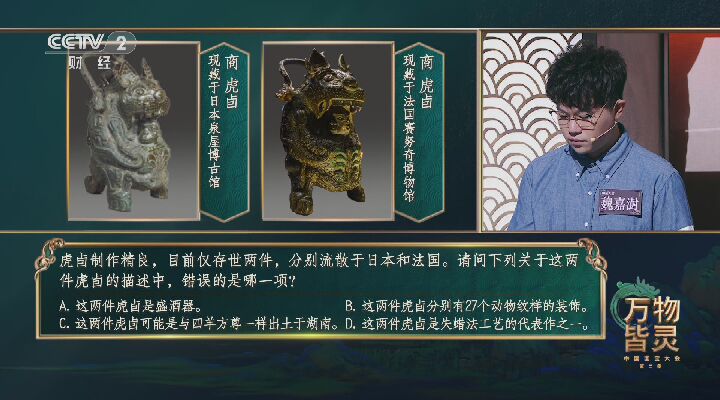 CCTV 2
财经
商 虎卣
现藏于日本泉屋博古馆
商 虎卣
现藏于法国赛努奇博物馆
魏嘉澍
虎卣制作精良，目前仅存世两件，分别流散于日本和法国。请问下列关于这两
件虎卣的描述中，错误的是哪一项？
A. 这两件虎卣是盛酒器。
B. 这两件虎卣分别有27个动物纹样的装饰。
C. 这两件虎卣可能是与四羊方尊一样出土于湖南。
D. 这两件虎卣是失蜡法工艺的代表作之一。
万物
皆灵
中国国宝大会